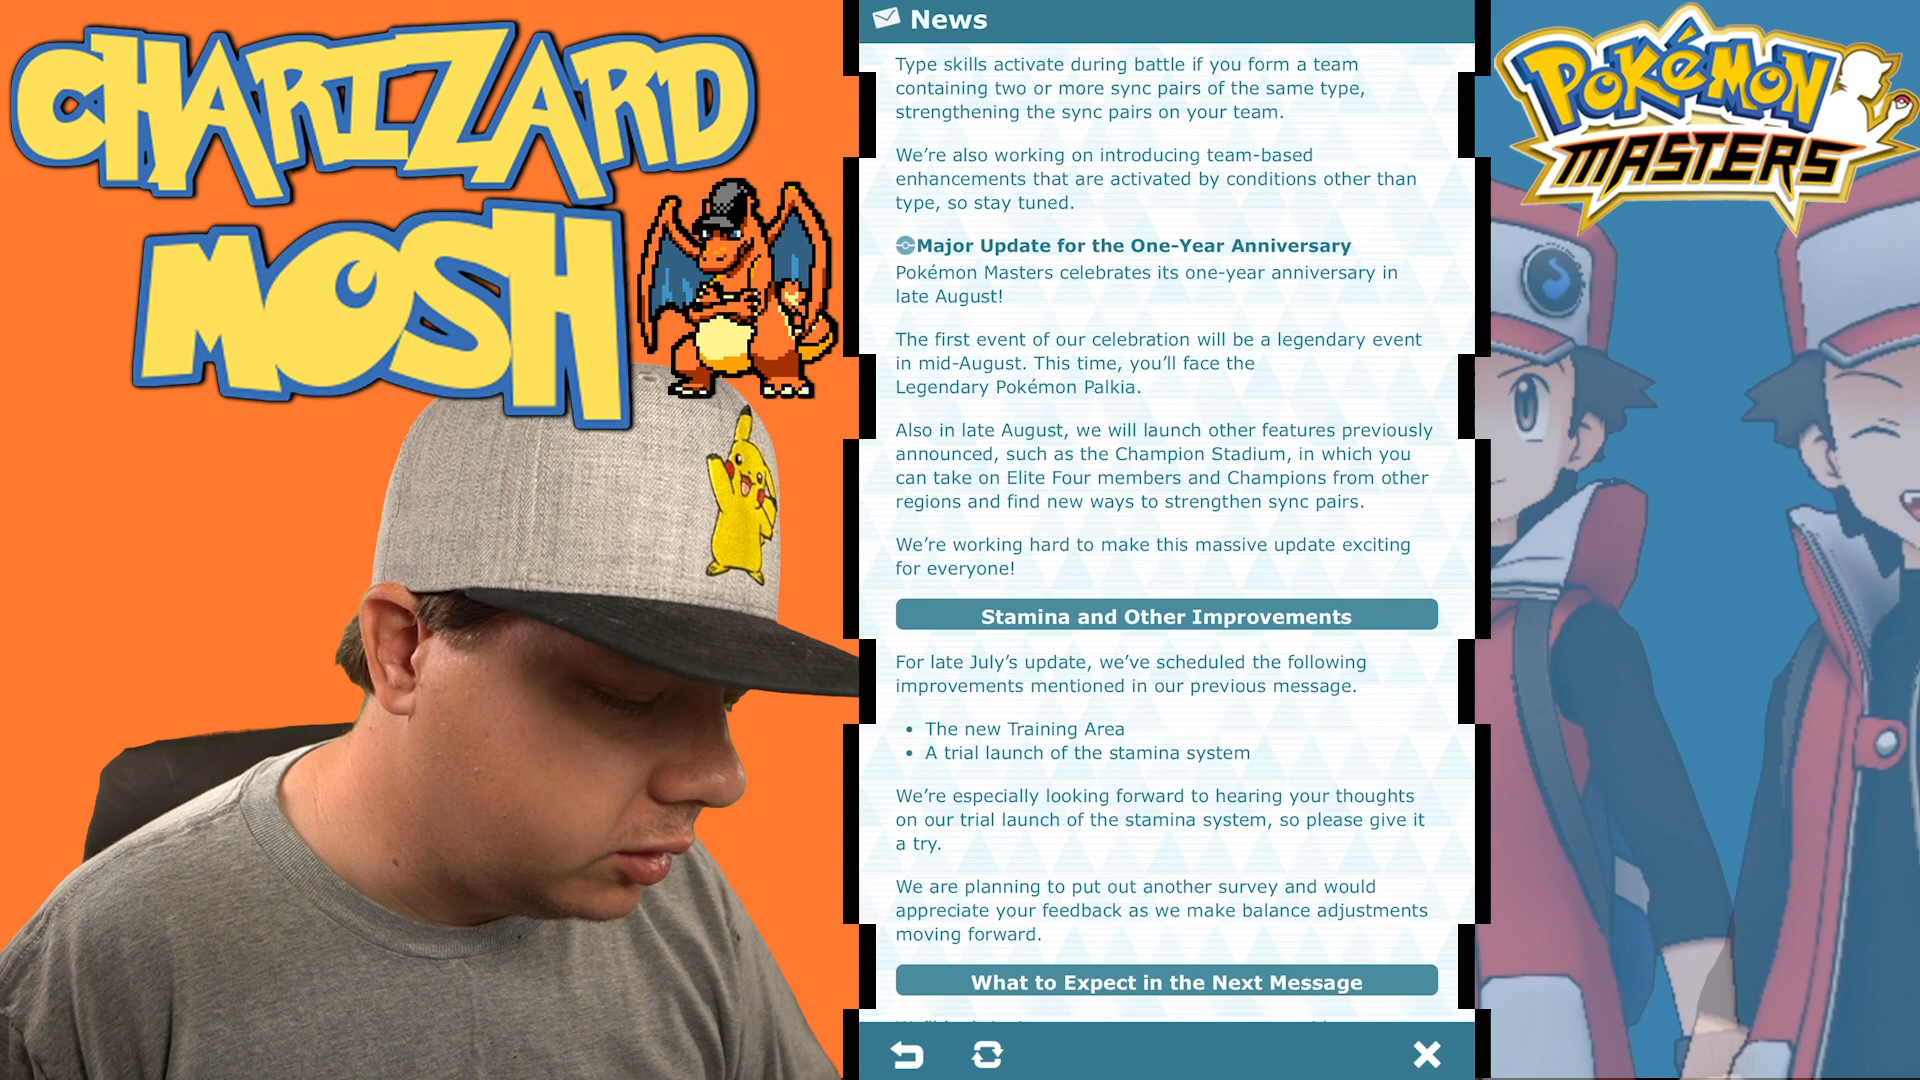 CHARIZARD
MOSH
News
Type skills activate during battle if you form a team
containing two or more sync pairs of the same type,
strengthening the sync pairs on your team.
We’re also working on introducing team-based
enhancements that are activated by conditions other than
type, so stay tuned.
Major Update for the One-Year Anniversary
Pokémon Masters celebrates its one-year anniversary in
late August!
The first event of our celebration will be a legendary event
in mid-August. This time, you’ll face the
Legendary Pokémon Palkia.
Also in late August, we will launch other features previously
announced, such as the Champion Stadium, in which you
can take on Elite Four members and Champions from other
regions and find new ways to strengthen sync pairs.
We’re working hard to make this massive update exciting
for everyone!
Stamina and Other Improvements
For late July’s update, we’ve scheduled the following
improvements mentioned in our previous message.
• The new Training Area
• A trial launch of the stamina system
We’re especially looking forward to hearing your thoughts
on our trial launch of the stamina system, so please give it
a try.
We are planning to put out another survey and would
appreciate your feedback as we make balance adjustments
moving forward.
What to Expect in the Next Message
POKéMON
MASTERS